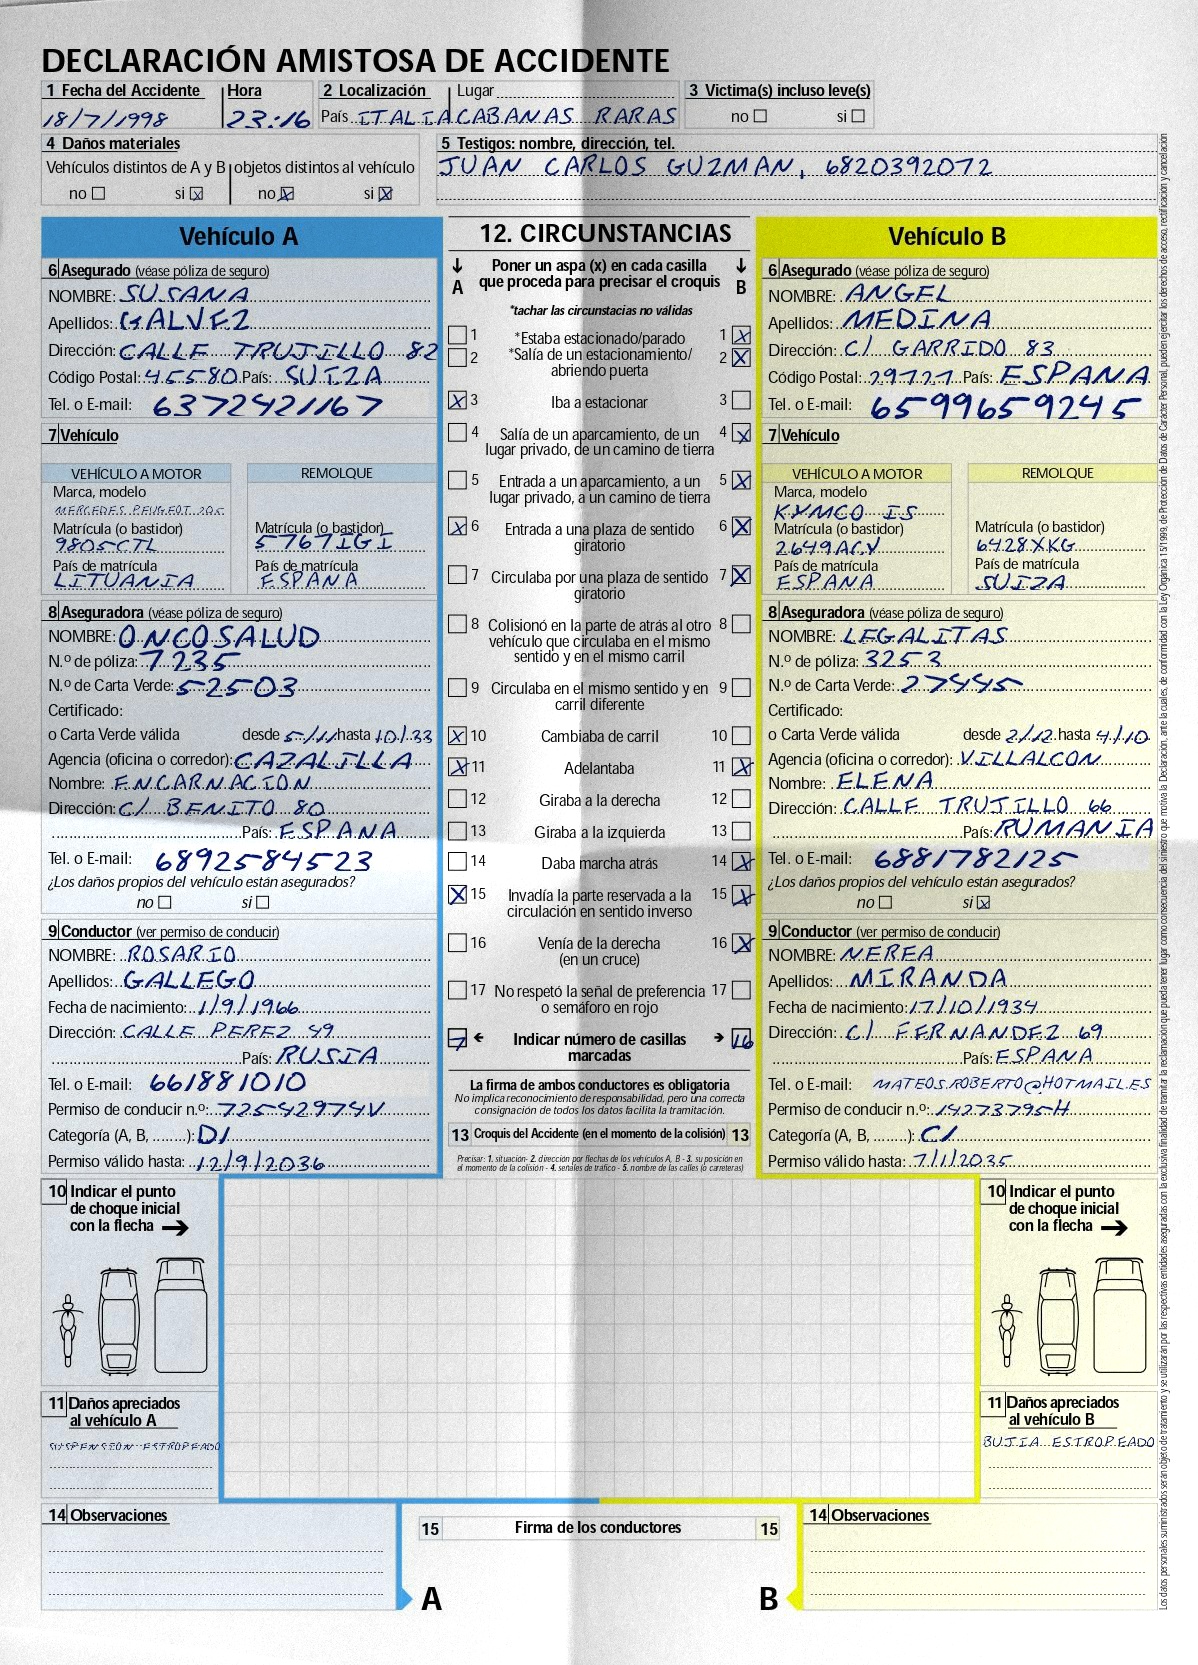 DECLARACIÓN AMISTOSA DE ACCIDENTE
1 Fecha del Accidente Hora 2 Localización Lugar 3 Victima(s) incluso leve(s)
18/7/1998 23:16 País ITALIA CABANAS RARAS no si
4 Daños materiales
Vehículos distintos de A y B objetos distintos al vehículo
no si X no X si X
5 Testigos: nombre, dirección, tel.
JUAN CARLOS GUZMAN, 6820392072
Vehículo A
6 Asegurado (véase póliza de seguro)
NOMBRE: SUSANA
Apellidos: GALVEZ
Dirección: CALLE TRUJILLO 82
Código Postal: 45580 País: SUIZA
Tel. o E-mail: 6372421167
7 Vehículo
VEHÍCULO A MOTOR REMOLQUE
Marca, modelo
MERCEDES PEUGEOT 205
Matrícula (o bastidor) Matrícula (o bastidor)
9805CTL 5767IGI
País de matrícula País de matrícula
LITUANIA ESPANA
8 Aseguradora (véase póliza de seguro)
NOMBRE: ONCOSALUD
N.º de póliza: 7235
N.º de Carta Verde: 52503
Certificado:
o Carta Verde válida desde 5/11 hasta 10/33
Agencia (oficina o corredor): CAZALILLA
Nombre: ENCARNACION
Dirección: C/ BENITO 80
País: ESPANA
Tel. o E-mail: 6892584523
¿Los daños propios del vehículo están asegurados?
no si
9 Conductor (ver permiso de conducir)
NOMBRE: ROSARIO
Apellidos: GALLEGO
Fecha de nacimiento: 1/9/1966
Dirección: CALLE PEREZ 49
País: RUSIA
Tel. o E-mail: 661881010
Permiso de conducir n.º: 72542974V
Categoría (A, B, ........): D1
Permiso válido hasta: 12/9/2036
12. CIRCUNSTANCIAS
A Poner un aspa (x) en cada casilla que proceda para precisar el croquis B
*tachar las circunstacias no válidas
1 *Estaba estacionado/parado 1 X
2 *Salía de un estacionamiento/ 2 X
abriendo puerta
X 3 Iba a estacionar 3
4 Salía de un aparcamiento, de un 4 X
lugar privado, de un camino de tierra
5 Entrada a un aparcamiento, a un 5 X
lugar privado, a un camino de tierra
X 6 Entrada a una plaza de sentido 6 X
giratorio
7 Circulaba por una plaza de sentido 7 X
giratorio
8 Colisionó en la parte de atrás al otro 8
vehículo que circulaba en el mismo
sentido y en el mismo carril
9 Circulaba en el mismo sentido y en 9
carril diferente
X 10 Cambiaba de carril 10
X 11 Adelantaba 11 X
12 Giraba a la derecha 12
13 Giraba a la izquierda 13
14 Daba marcha atrás 14 X
X 15 Invadía la parte reservada a la 15 X
circulación en sentido inverso
16 Venía de la derecha 16 X
(en un cruce)
17 No respetó la señal de preferencia 17
o semáforo en rojo
7 Indicar número de casillas 16
marcadas
La firma de ambos conductores es obligatoria
No implica reconocimiento de responsabilidad, pero una correcta
consignación de todos los datos facilita la tramitación.
13 Croquis del Accidente (en el momento de la colisión) 13
Precisar: 1. situación- 2. dirección por flechas de los vehículos A, B - 3. su posición en
el momento de la colisión - 4. señales de tráfico - 5. nombre de las calles (o carreteras)
Vehículo B
6 Asegurado (véase póliza de seguro)
NOMBRE: ANGEL
Apellidos: MEDINA
Dirección: C/ GARRIDO 83
Código Postal: 29727 País: ESPANA
Tel. o E-mail: 6599659245
7 Vehículo
VEHÍCULO A MOTOR REMOLQUE
Marca, modelo
KYMCO IS
Matrícula (o bastidor) Matrícula (o bastidor)
2649ACV 6428XKG
País de matrícula País de matrícula
ESPANA SUIZA
8 Aseguradora (véase póliza de seguro)
NOMBRE: LEGALITAS
N.º de póliza: 3253
N.º de Carta Verde: 27445
Certificado:
o Carta Verde válida desde 2/12 hasta 4/10
Agencia (oficina o corredor): VILLALCON
Nombre: ELENA
Dirección: CALLE TRUJILLO 66
País: RUMANIA
Tel. o E-mail: 6881782125
¿Los daños propios del vehículo están asegurados?
no si X
9 Conductor (ver permiso de conducir)
NOMBRE: NEREA
Apellidos: MIRANDA
Fecha de nacimiento: 17/10/1934
Dirección: C/ FERNANDEZ 69
País: ESPANA
Tel. o E-mail: MATEOS.ROBERTO@HOTMAIL.ES
Permiso de conducir n.º: 14273795H
Categoría (A, B, ........): C1
Permiso válido hasta: 7/1/2035
10 Indicar el punto
de choque inicial
con la flecha
11 Daños apreciados
al vehículo A
SUSPENSION ESTROPEADO
10 Indicar el punto
de choque inicial
con la flecha
11 Daños apreciados
al vehículo B
BUJIA ESTROPEADO
14 Observaciones
15 Firma de los conductores 15
A B
14 Observaciones
Los datos personales suministrados seran objeto de tratamiento y se utilizaran por las respectivas entidades aseguradas con la exclusiva finalidad de tramitar la reclamación que pueda tener lugar como consecuencia del siniestro que motiva la Declaración, ante la cuales, de conformidad con la Ley Organica 15/1999, de Protección de Datos de Carácter Personal, pueden ejercitar los derechos de acceso, rectificación y cancelación